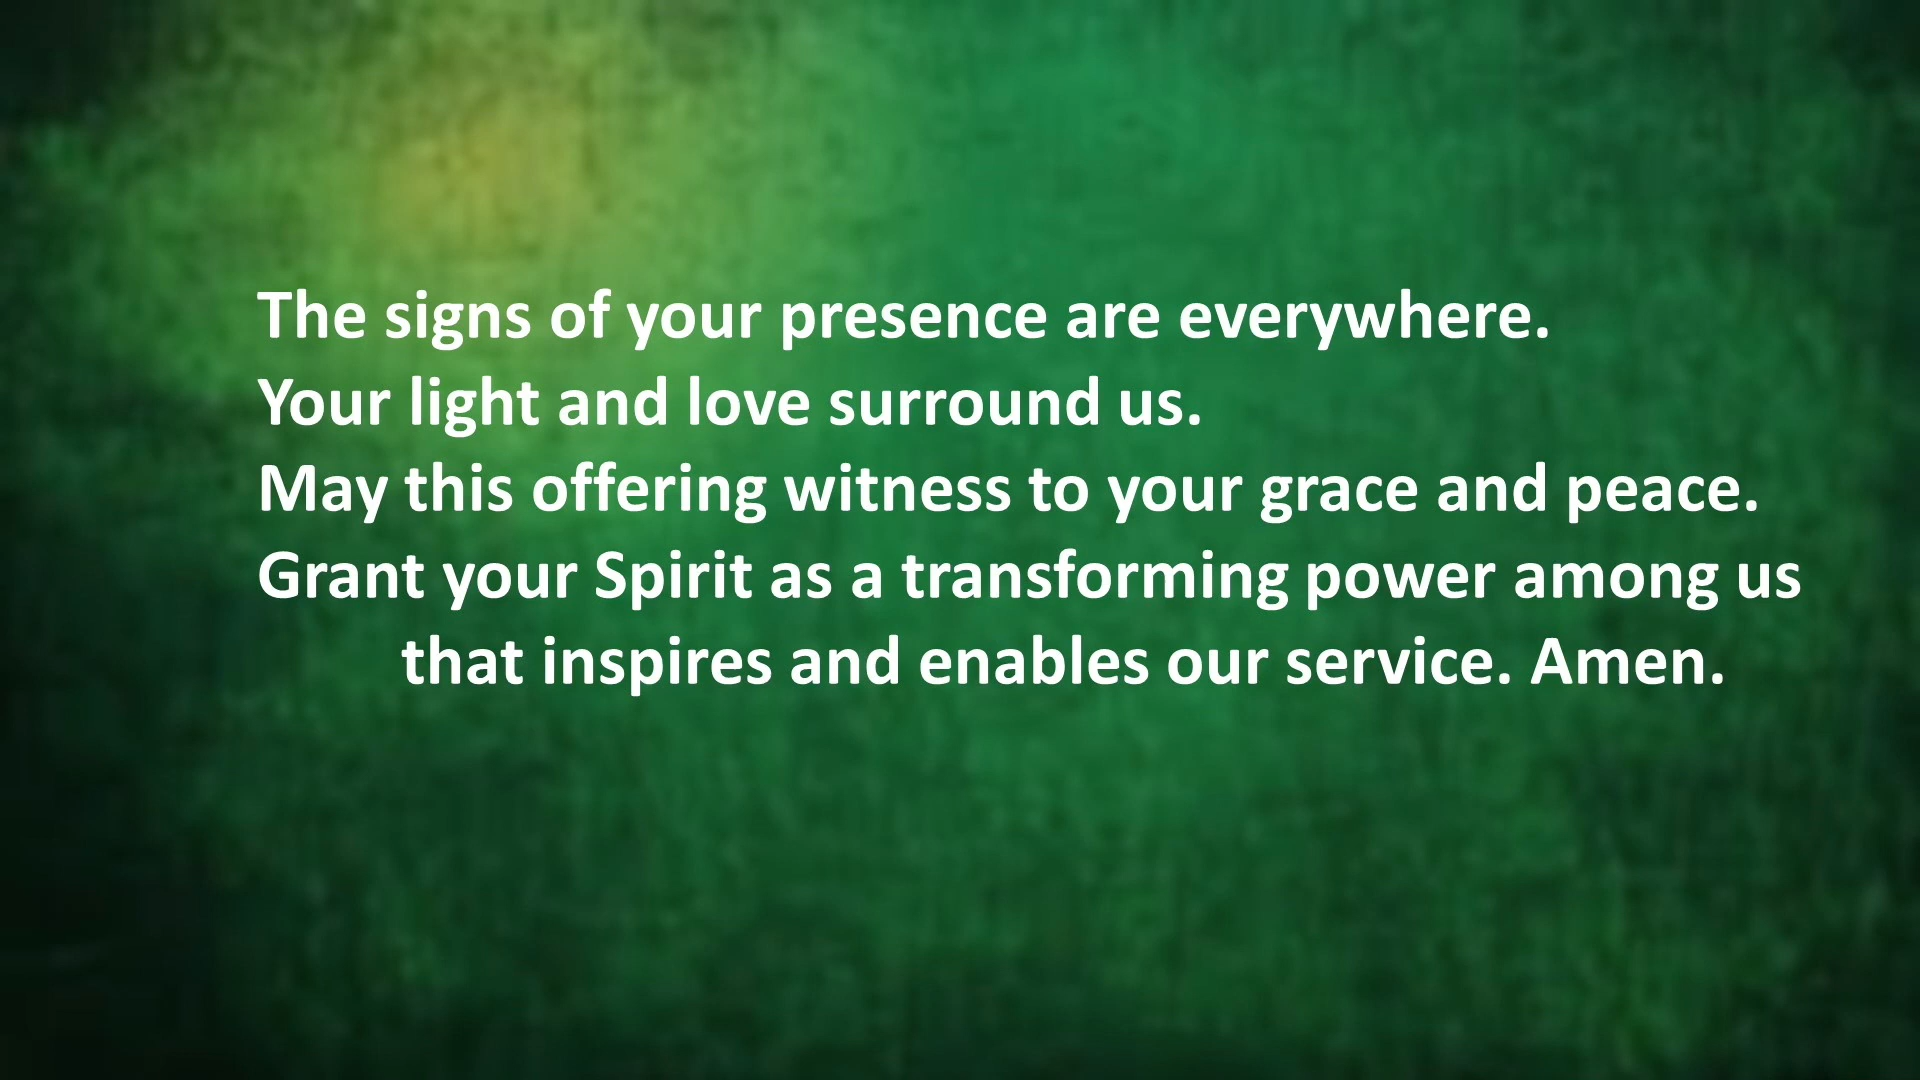 The signs of your presence are everywhere.
Your light and love surround us.
May this offering witness to your grace and peace.
Grant your Spirit as a transforming power among us
that inspires and enables our service. Amen.